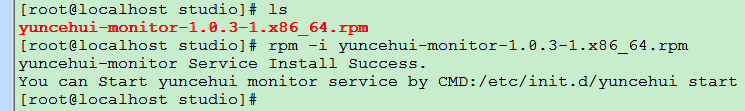 [root@localhost studio]# ls
yuncehui-monitor-1.0.3-1.x86_64.rpm
[root@localhost studio]# rpm -i yuncehui-monitor-1.0.3-1.x86_64.rpm
yuncehui-monitor Service Install Success.
You can Start yuncehui monitor service by CMD:/etc/init.d/yuncehui start
[root@localhost studio]#